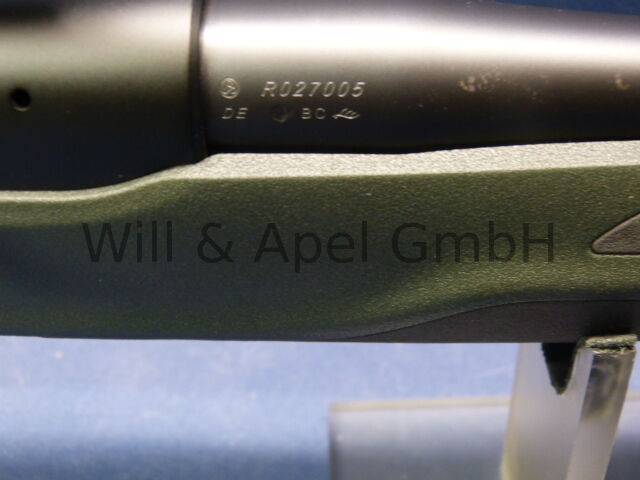 R027005
DE BC
Will & Apel GmbH